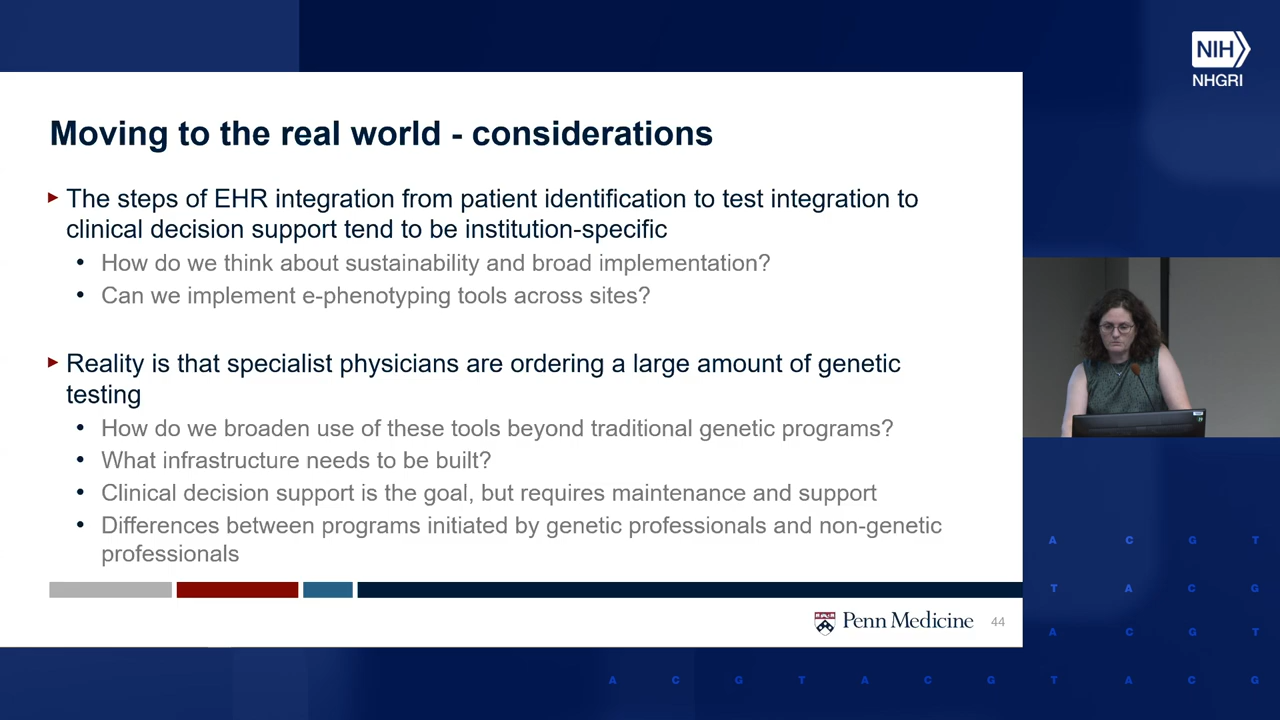 NIH
NHGRI
Moving to the real world - considerations
The steps of EHR integration from patient identification to test integration to
clinical decision support tend to be institution-specific
• How do we think about sustainability and broad implementation?
• Can we implement e-phenotyping tools across sites?
Reality is that specialist physicians are ordering a large amount of genetic
testing
• How do we broaden use of these tools beyond traditional genetic programs?
• What infrastructure needs to be built?
• Clinical decision support is the goal, but requires maintenance and support
• Differences between programs initiated by genetic professionals and non-genetic
professionals
Penn Medicine 44
A C G T
T A C G
A C G T
A C G T A C G T A C G